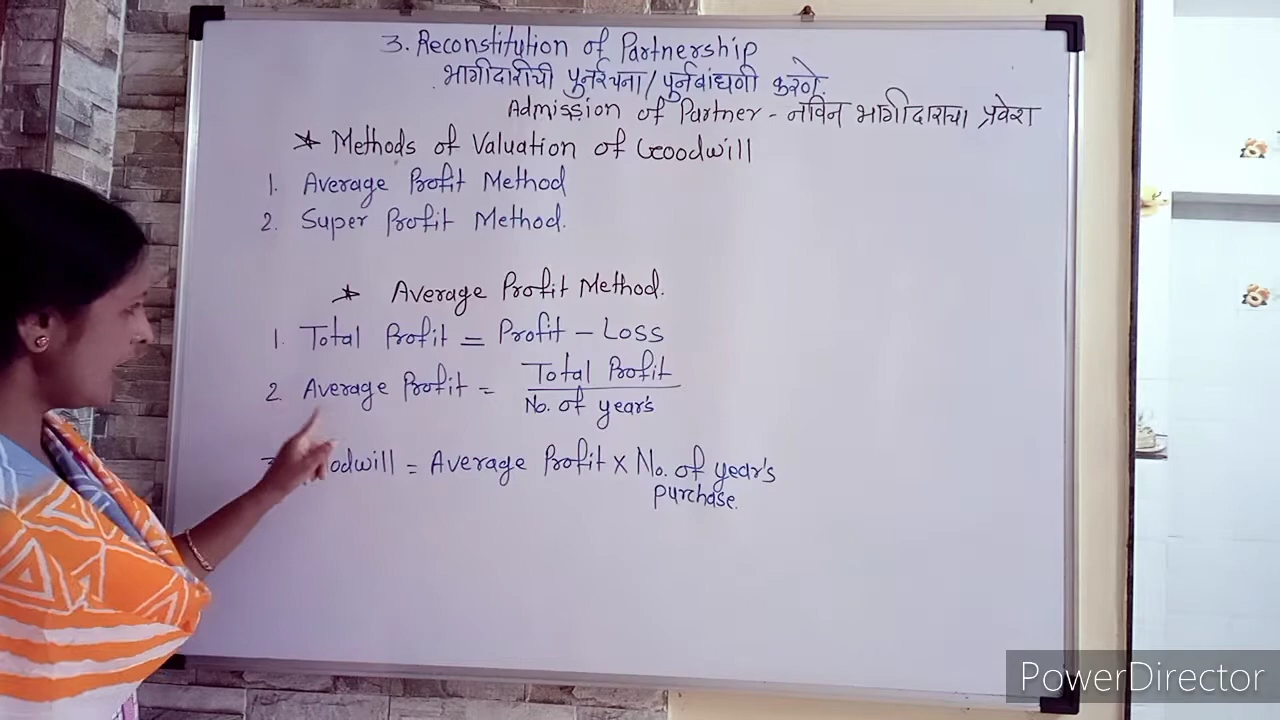 3. Reconstitution of Partnership
भागीदारीची पुनर्रचना/पुर्नबांधणी करणे.
Admission of Partner - नविन भागीदाराचा प्रवेश
* Methods of Valuation of Goodwill
1. Average Profit Method
2. Super Profit Method.
* Average Profit Method.
1. Total Profit = Profit - Loss
2. Average Profit = Total Profit
No. of year's
oodwill = Average Profit x No. of year's
purchase.
PowerDirector